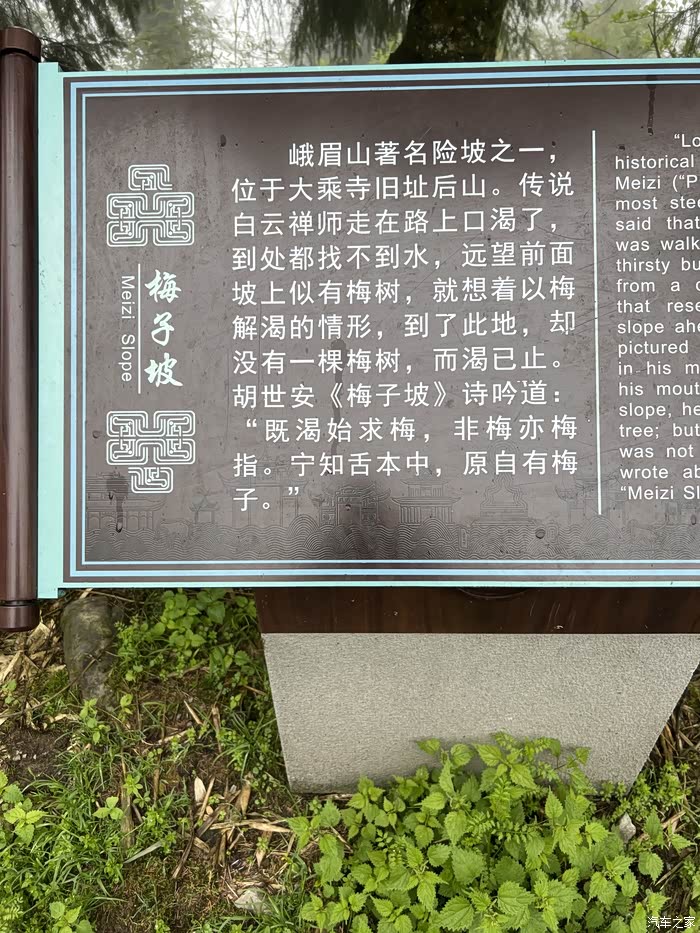 梅子坡
Meizi Slope
峨眉山著名险坡之一，
位于大乘寺旧址后山。传说
白云禅师走在路上口渴了，
到处都找不到水，远望前面
坡上似有梅树，就想着以梅
解渴的情形，到了此地，却
没有一棵梅树，而渴已止。
胡世安《梅子坡》诗吟道：
“既渴始求梅，非梅亦梅
指。宁知舌本中，原自有梅
子。”
“Lo
historical
Meizi (“P
most stee
said that
was walk
thirsty bu
from a d
that rese
slope ahe
pictured
in his m
his mout
slope, he
tree; but
was not
wrote ab
“Meizi Sl
汽车之家